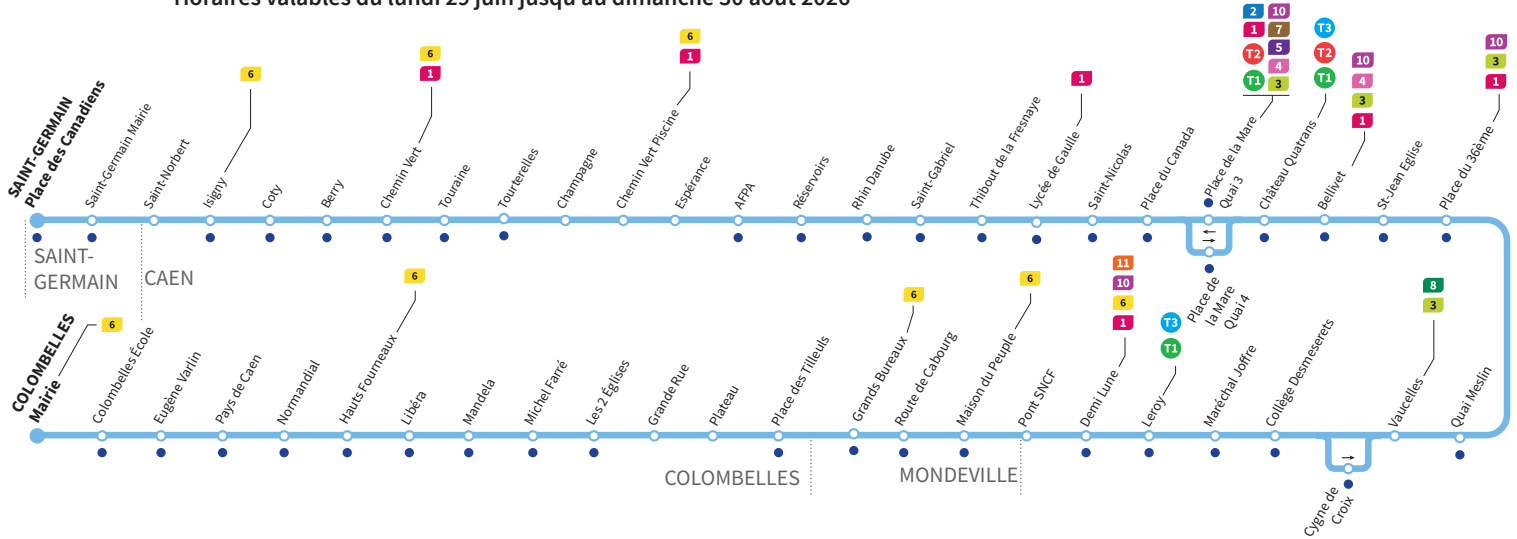 Horaires valables du lundi 29 juin jusqu'au dimanche 30 août 2026
SAINT-GERMAIN
Place des Canadiens
Saint-Germain Mairie
Saint-Norbert
Isigny
6
Coty
Berry
Chemin Vert
6
1
Touraine
Tourterelles
Champagne
Chemin Vert Piscine
6
1
Espérance
AFPA
Réservoirs
Rhin Danube
Saint-Gabriel
Thibout de la Fresnaye
Lycée de Gaulle
1
Saint-Nicolas
Place du Canada
Place de la Mare
Quai 3
2 10
1 7
T2 5
4
T1 3
Château Quatrans
T3
T2
T1
Bellivet
10
4
3
1
St-Jean Eglise
Place du 36ème
10
3
1
SAINT-
GERMAIN
CAEN
Place de
la Mare
Quai 4
COLOMBELLES
Mairie
6
Colombelles École
Eugène Varlin
Pays de Caen
Normandial
Hauts Fourneaux
6
Libéra
Mandela
Michel Farré
Les 2 Églises
Grande Rue
Plateau
Place des Tilleuls
Grands Bureaux
6
Route de Cabourg
Maison du Peuple
6
Pont SNCF
Demi Lune
11
10
6
1
Leroy
T3
T1
Maréchal Joffre
Collège Desmeserets
Cygne de
Croix
Vaucelles
8
3
Quai Meslin
COLOMBELLES
MONDEVILLE